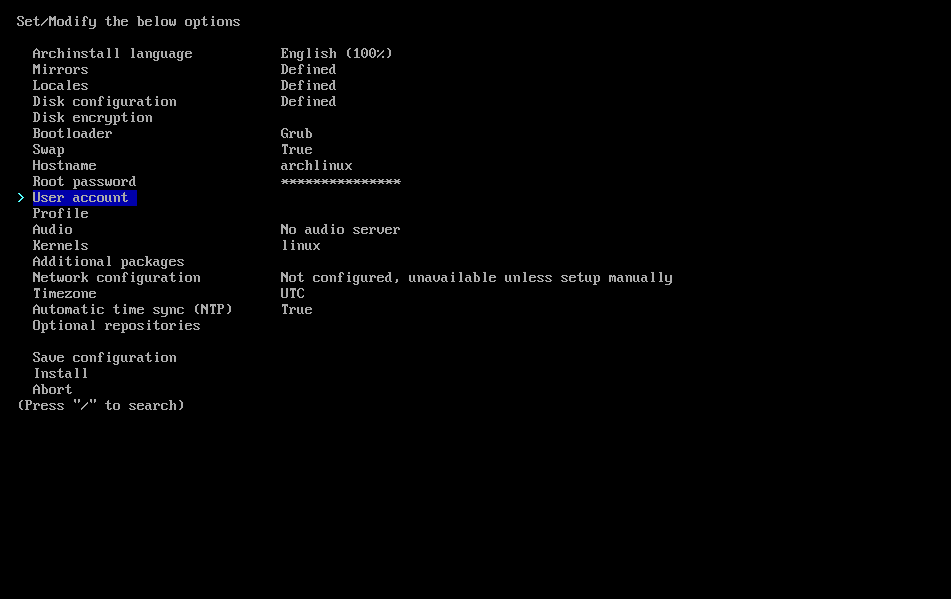 Set/Modify the below options
Archinstall language English (100%)
Mirrors Defined
Locales Defined
Disk configuration Defined
Disk encryption
Bootloader Grub
Swap True
Hostname archlinux
Root password ***************
> User account
Profile
Audio No audio server
Kernels linux
Additional packages
Network configuration Not configured, unavailable unless setup manually
Timezone UTC
Automatic time sync (NTP) True
Optional repositories
Save configuration
Install
Abort
(Press "/" to search)